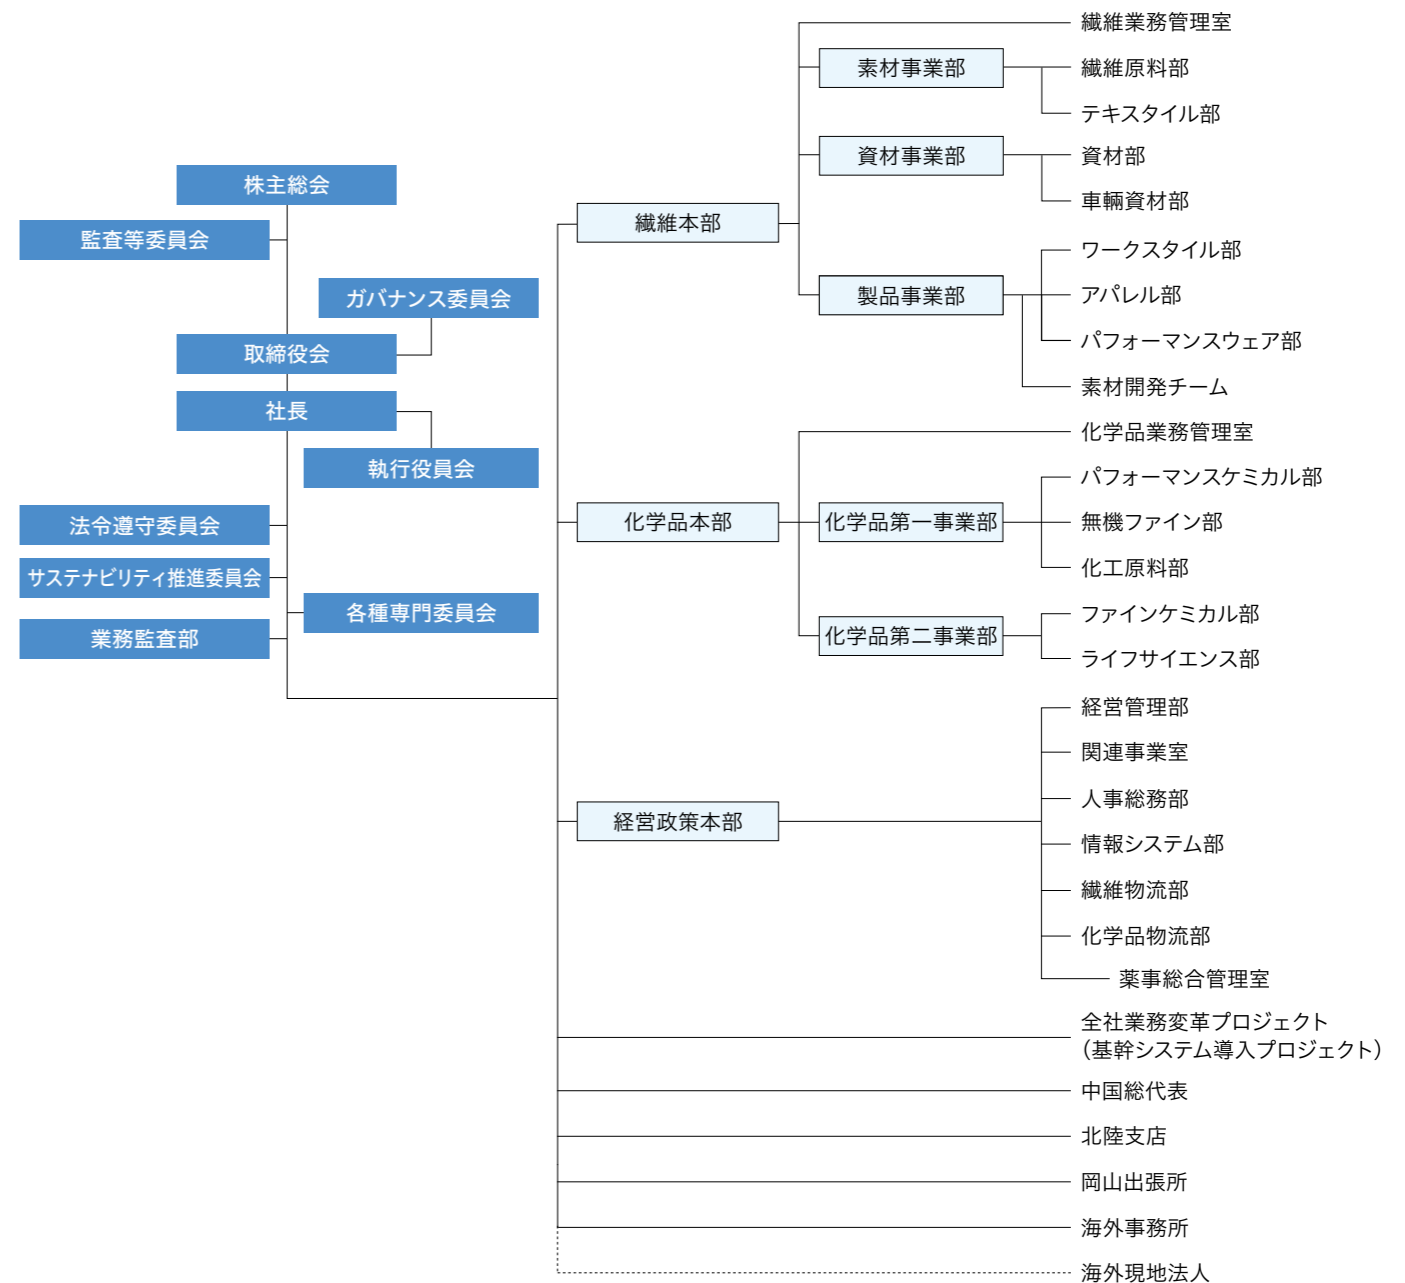 株主総会
監査等委員会
ガバナンス委員会
取締役会
社長
執行役員会
法令遵守委員会
サステナビリティ推進委員会
各種専門委員会
業務監査部
繊維本部
繊維業務管理室
素材事業部
繊維原料部
テキスタイル部
資材事業部
資材部
車輛資材部
製品事業部
ワークスタイル部
アパレル部
パフォーマンスウェア部
素材開発チーム
化学品本部
化学品業務管理室
化学品第一事業部
パフォーマンスケミカル部
無機ファイン部
化工原料部
化学品第二事業部
ファインケミカル部
ライフサイエンス部
経営政策本部
経営管理部
関連事業室
人事総務部
情報システム部
繊維物流部
化学品物流部
薬事総合管理室
全社業務変革プロジェクト
（基幹システム導入プロジェクト）
中国総代表
北陸支店
岡山出張所
海外事務所
海外現地法人